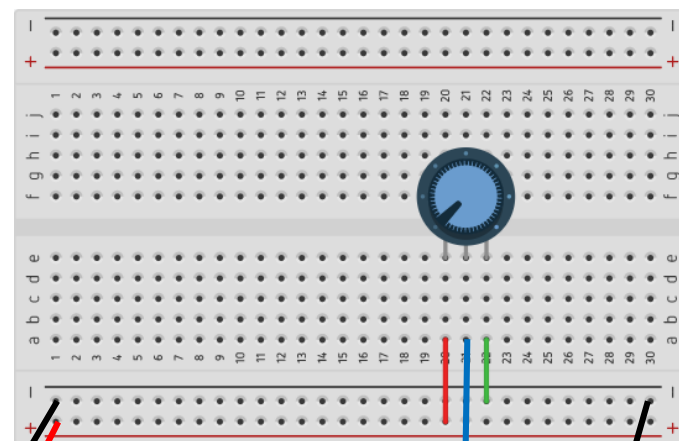 − −
+ +
1 2 3 4 5 6 7 8 9 10 11 12 13 14 15 16 17 18 19 20 21 22 23 24 25 26 27 28 29 30
j j
i i
h h
g g
f f
e e
d d
c c
b b
a a
1 2 3 4 5 6 7 8 9 10 11 12 13 14 15 16 17 18 19 20 21 22 23 24 25 26 27 28 29 30
− −
+ +